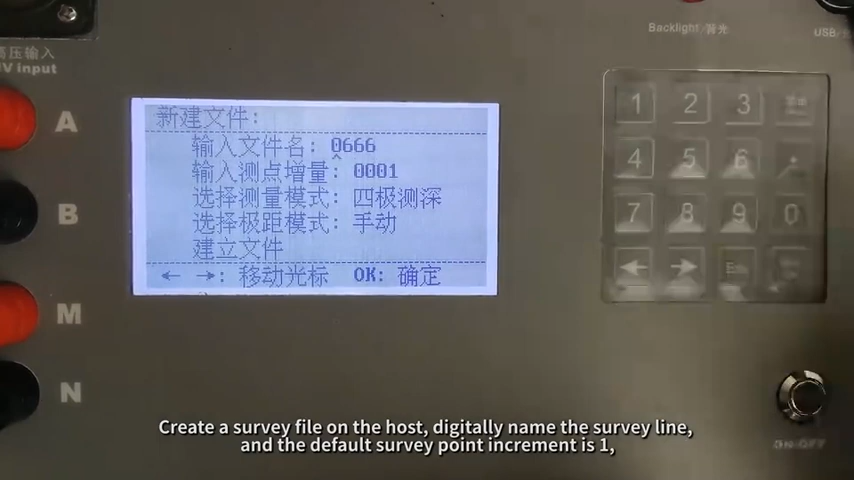 Backlight/背光
USB/
高压输入
HV input
A
B
M
N
新建文件:
输入文件名: 0666
输入测点增量: 0001
选择测量模式: 四极测深
选择极距模式: 手动
建立文件
← →: 移动光标 OK: 确定
1 2 3
4 5 6
7 8 9 0
← →
ON-OFF
Create a survey file on the host, digitally name the survey line,
and the default survey point increment is 1,